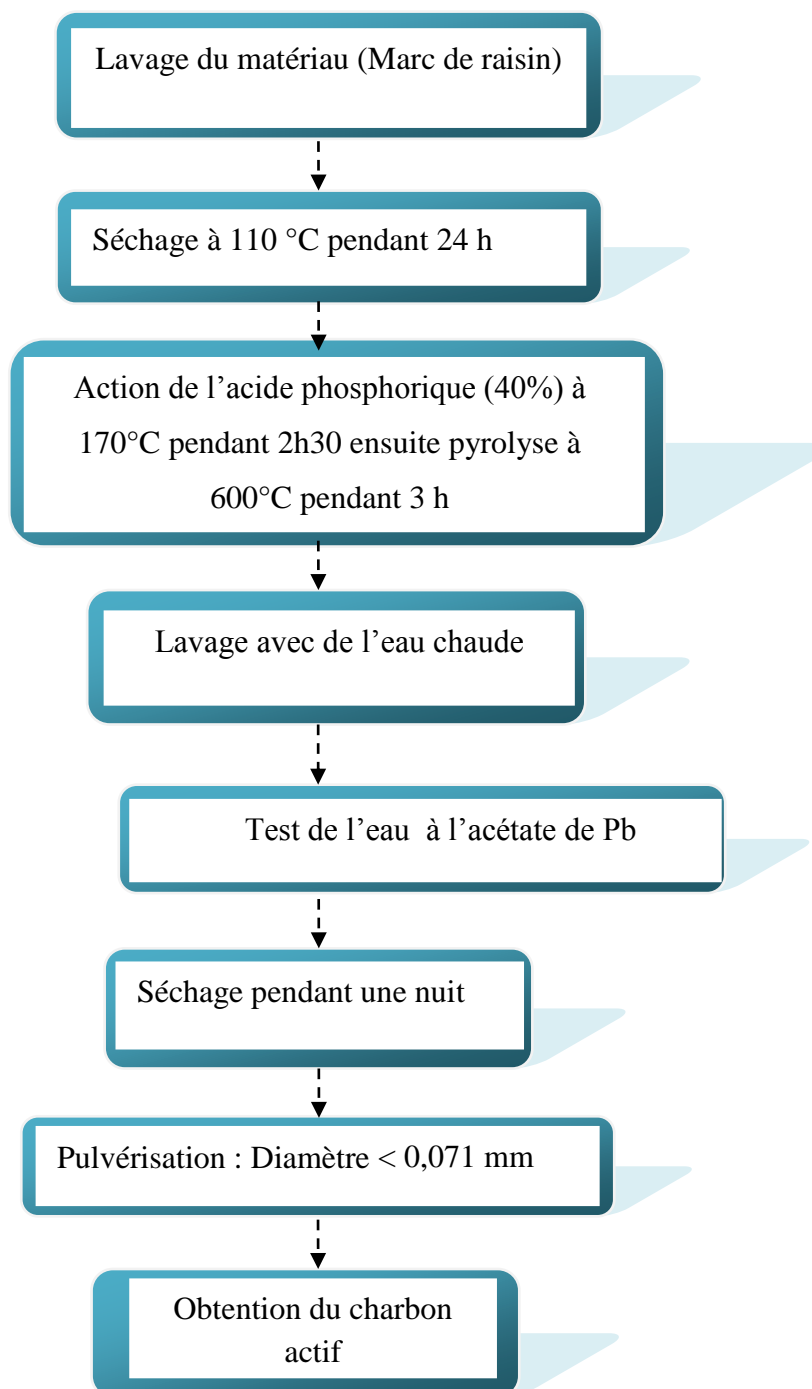 Lavage du matériau (Marc de raisin)
Séchage à 110 °C pendant 24 h
Action de l’acide phosphorique (40%) à
170°C pendant 2h30 ensuite pyrolyse à
600°C pendant 3 h
Lavage avec de l’eau chaude
Test de l’eau à l’acétate de Pb
Séchage pendant une nuit
Pulvérisation : Diamètre < 0,071 mm
Obtention du charbon
actif